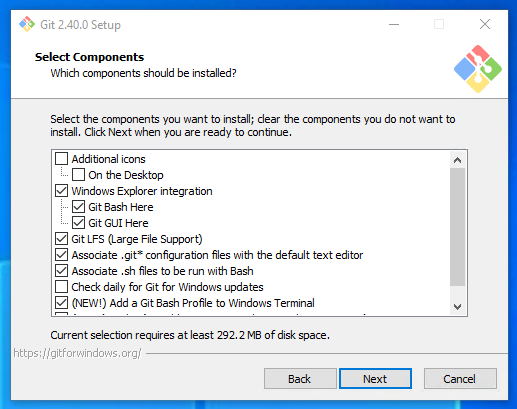 Git 2.40.0 Setup
Select Components
Which components should be installed?
Select the components you want to install; clear the components you do not want to
install. Click Next when you are ready to continue.
Additional icons
On the Desktop
Windows Explorer integration
Git Bash Here
Git GUI Here
Git LFS (Large File Support)
Associate .git* configuration files with the default text editor
Associate .sh files to be run with Bash
Check daily for Git for Windows updates
(NEW!) Add a Git Bash Profile to Windows Terminal
Current selection requires at least 292.2 MB of disk space.
https://gitforwindows.org/
Back
Next
Cancel